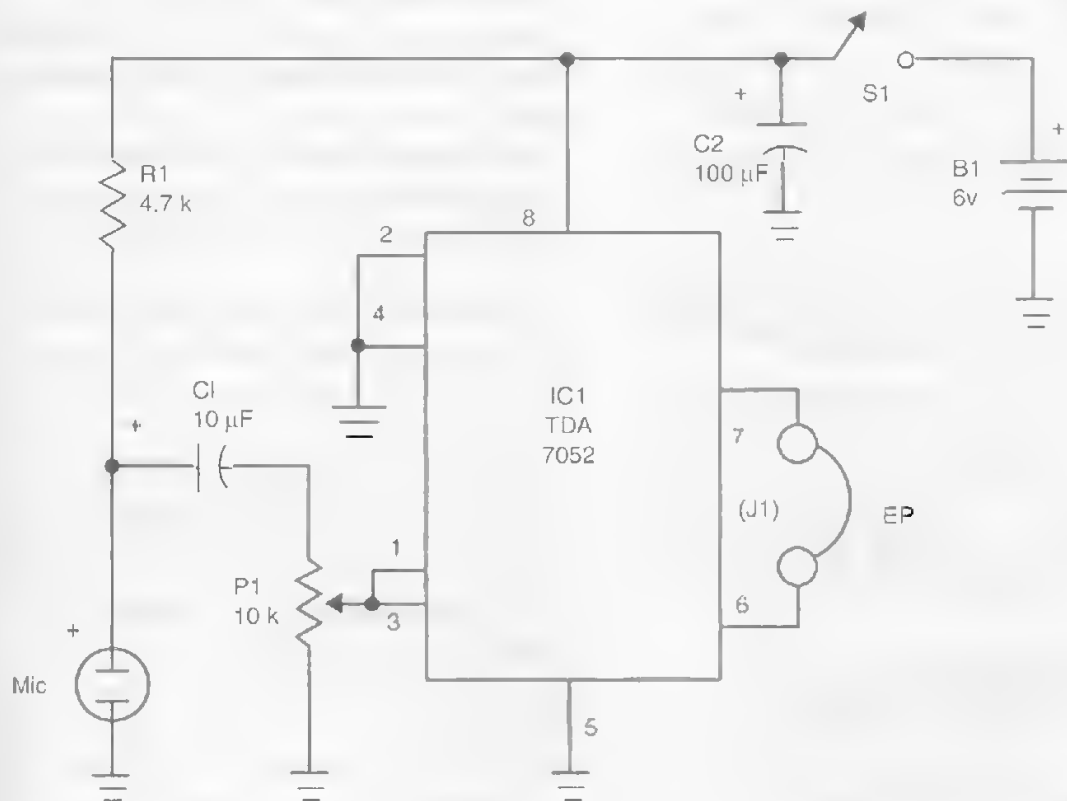 +
S1
C2
100 µF
+
B1
6v
R1
4.7 k
8
2
4
IC1
TDA
7052
CI
10 µF
+
7
(J1)
EP
1
P1
10 k
3
6
+
Mic
5